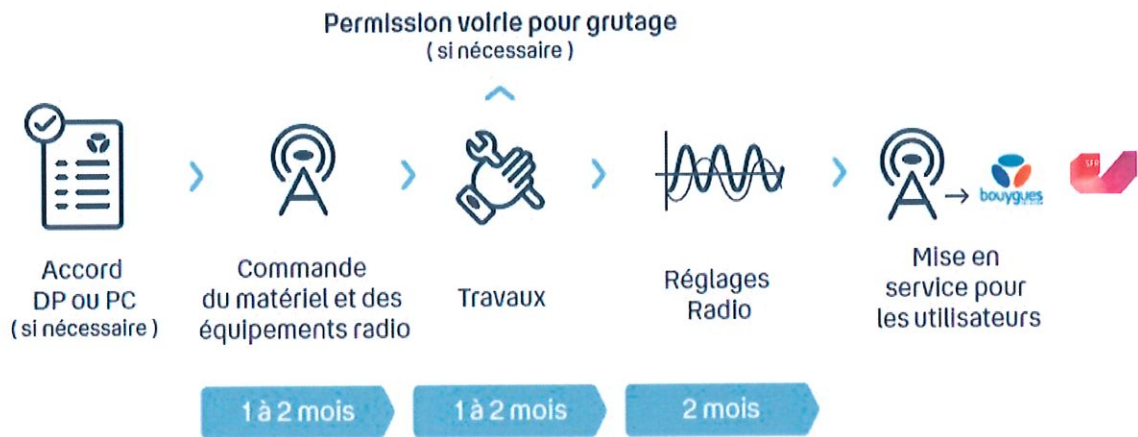 Permission voirie pour grutage
( si nécessaire )
Accord
DP ou PC
( si nécessaire )
Commande
du matériel et des
équipements radio
Travaux
Réglages
Radio
bouygues
SFR
Mise en
service pour
les utilisateurs
1 à 2 mois
1 à 2 mois
2 mois